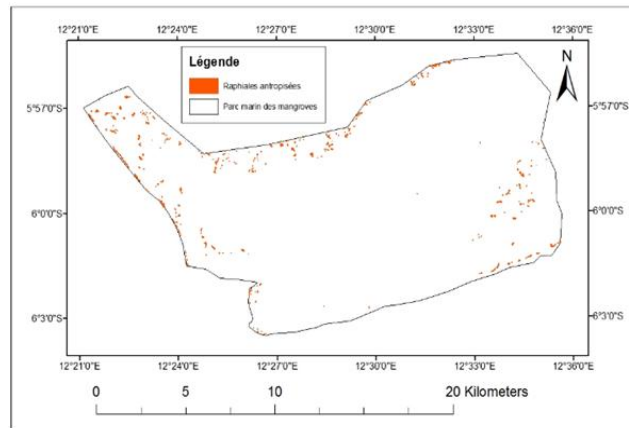 12°21'0"E 12°24'0"E 12°27'0"E 12°30'0"E 12°33'0"E 12°36'0"E
Légende
Raphiales antropisées
Parc marin des mangroves
N
5°57'0"S 5°57'0"S
6°0'0"S 6°0'0"S
6°3'0"S 6°3'0"S
12°21'0"E 12°24'0"E 12°27'0"E 12°30'0"E 12°33'0"E 12°36'0"E
0 5 10 20 Kilometers